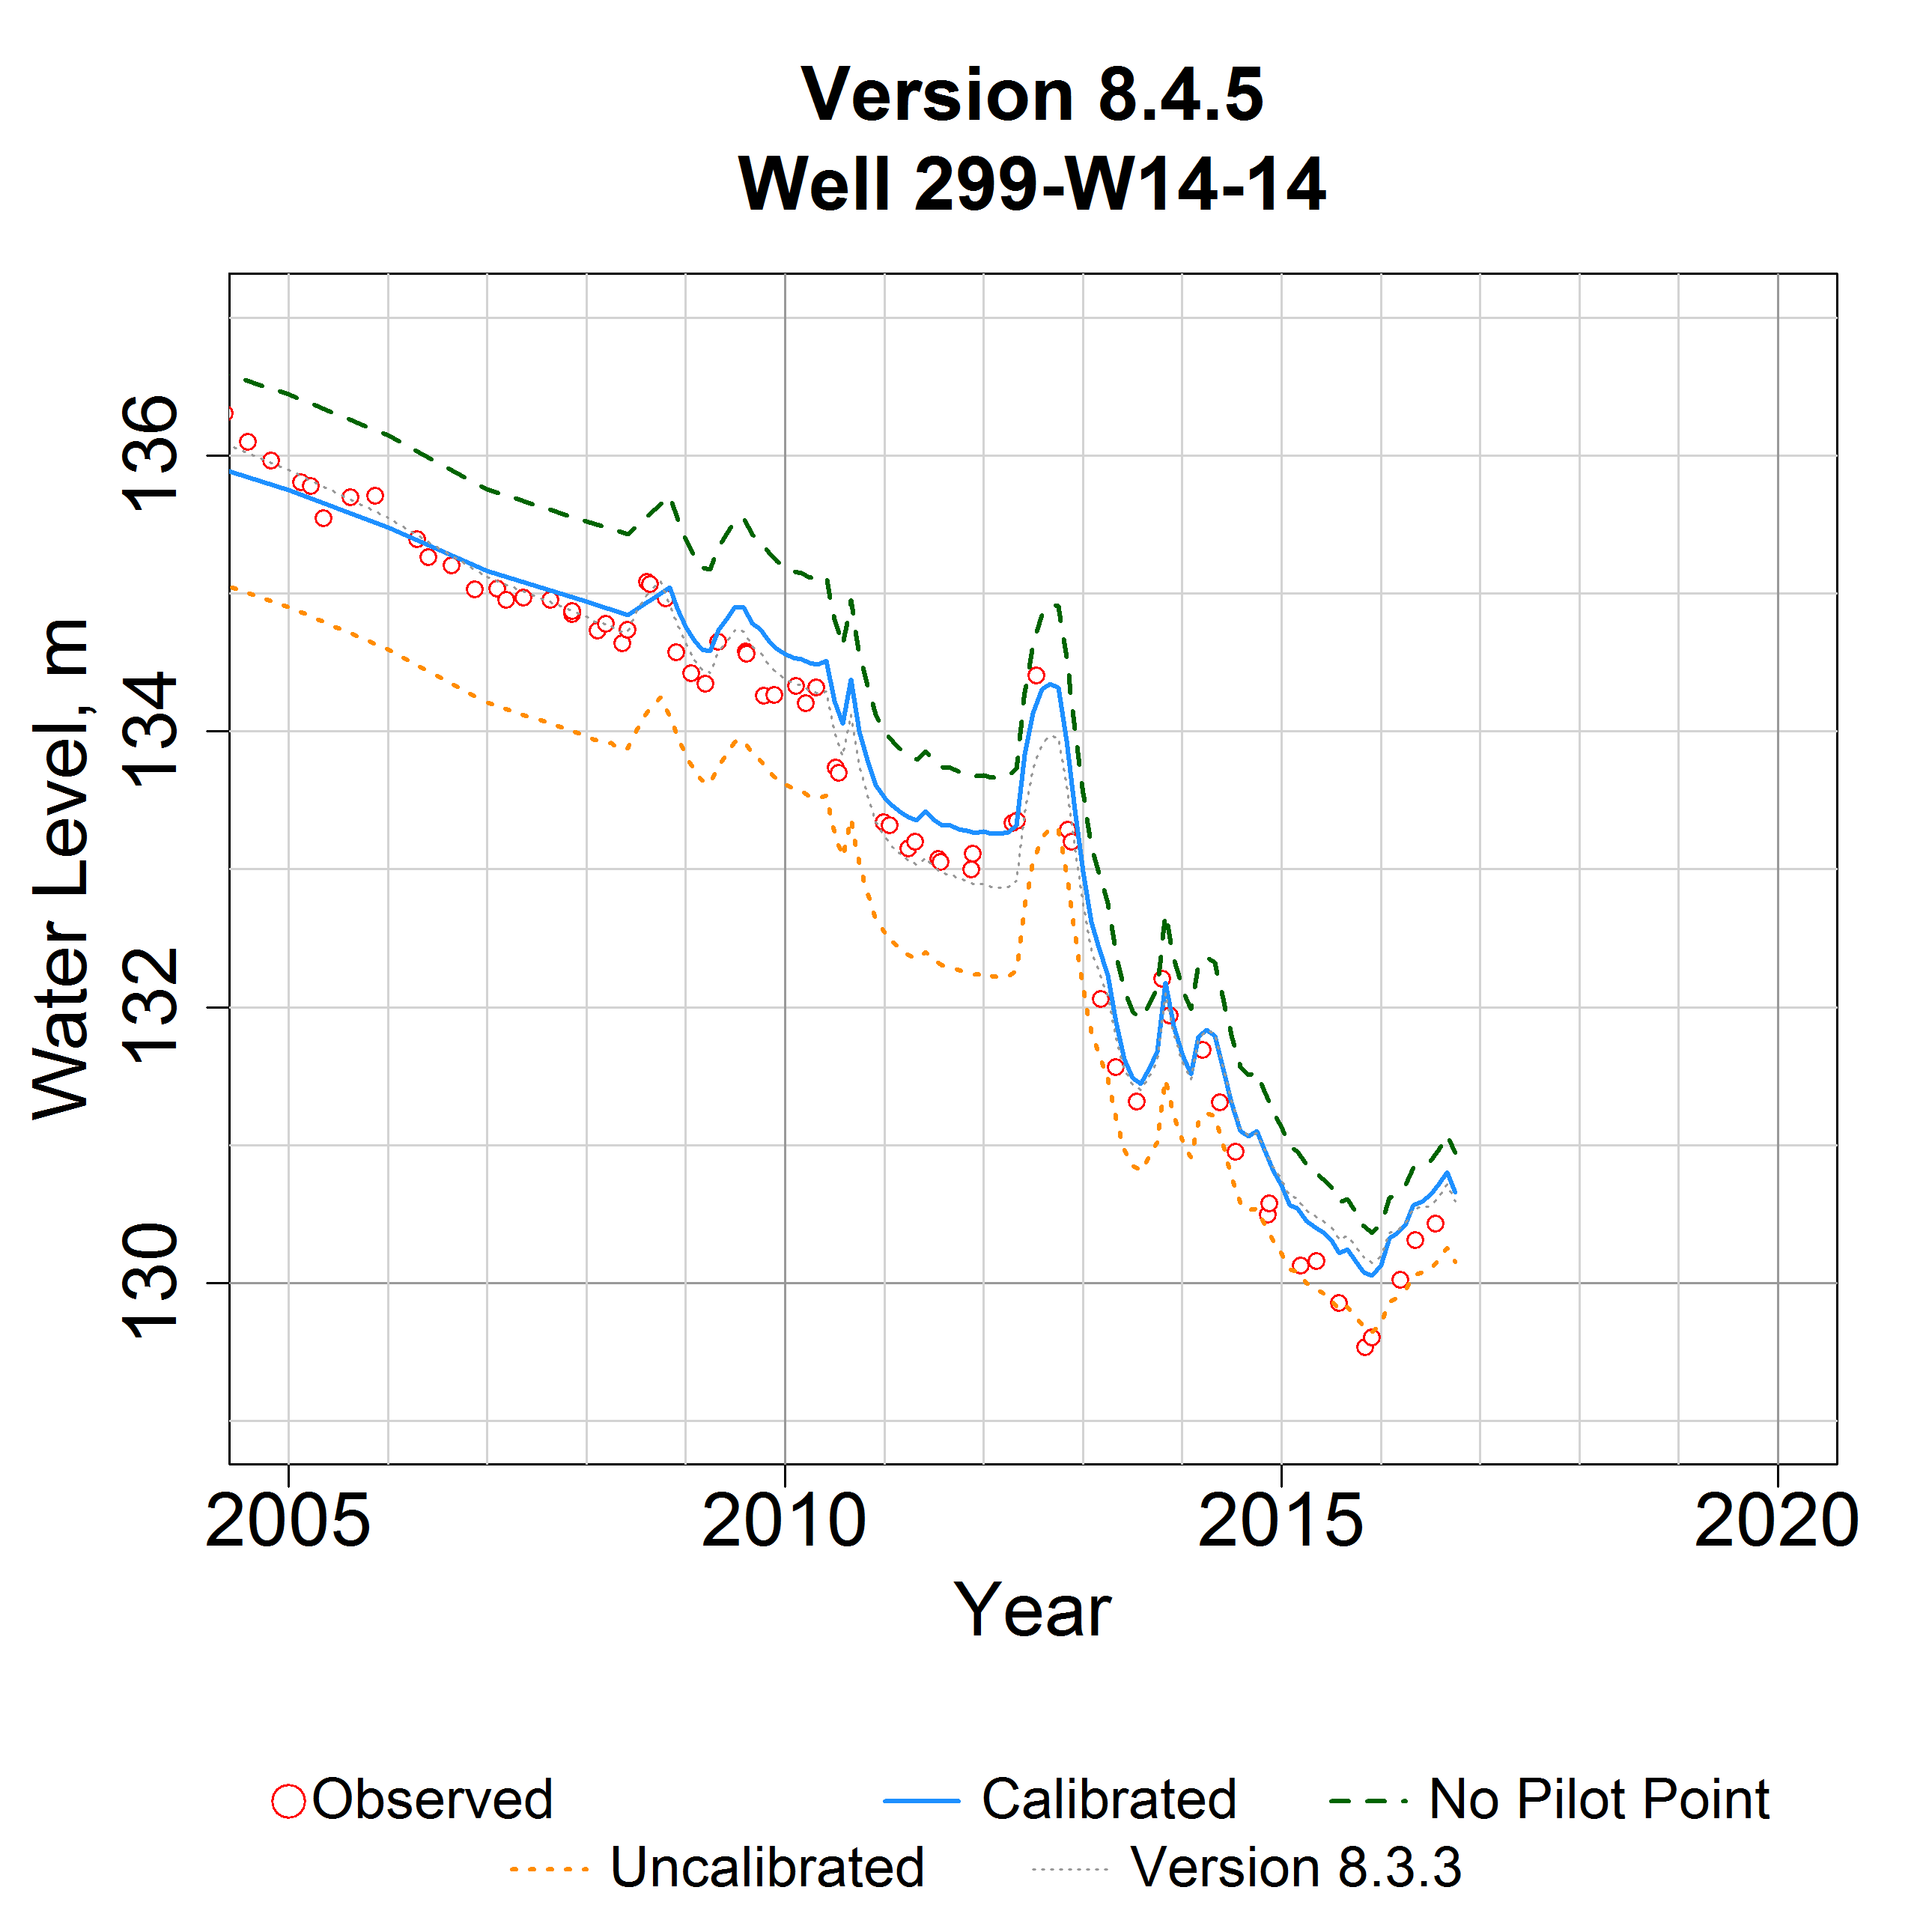 Version 8.4.5
Well 299-W14-14
Water Level, m
136
134
132
130
2005 2010 2015 2020
Year
Observed Calibrated No Pilot Point
Uncalibrated Version 8.3.3